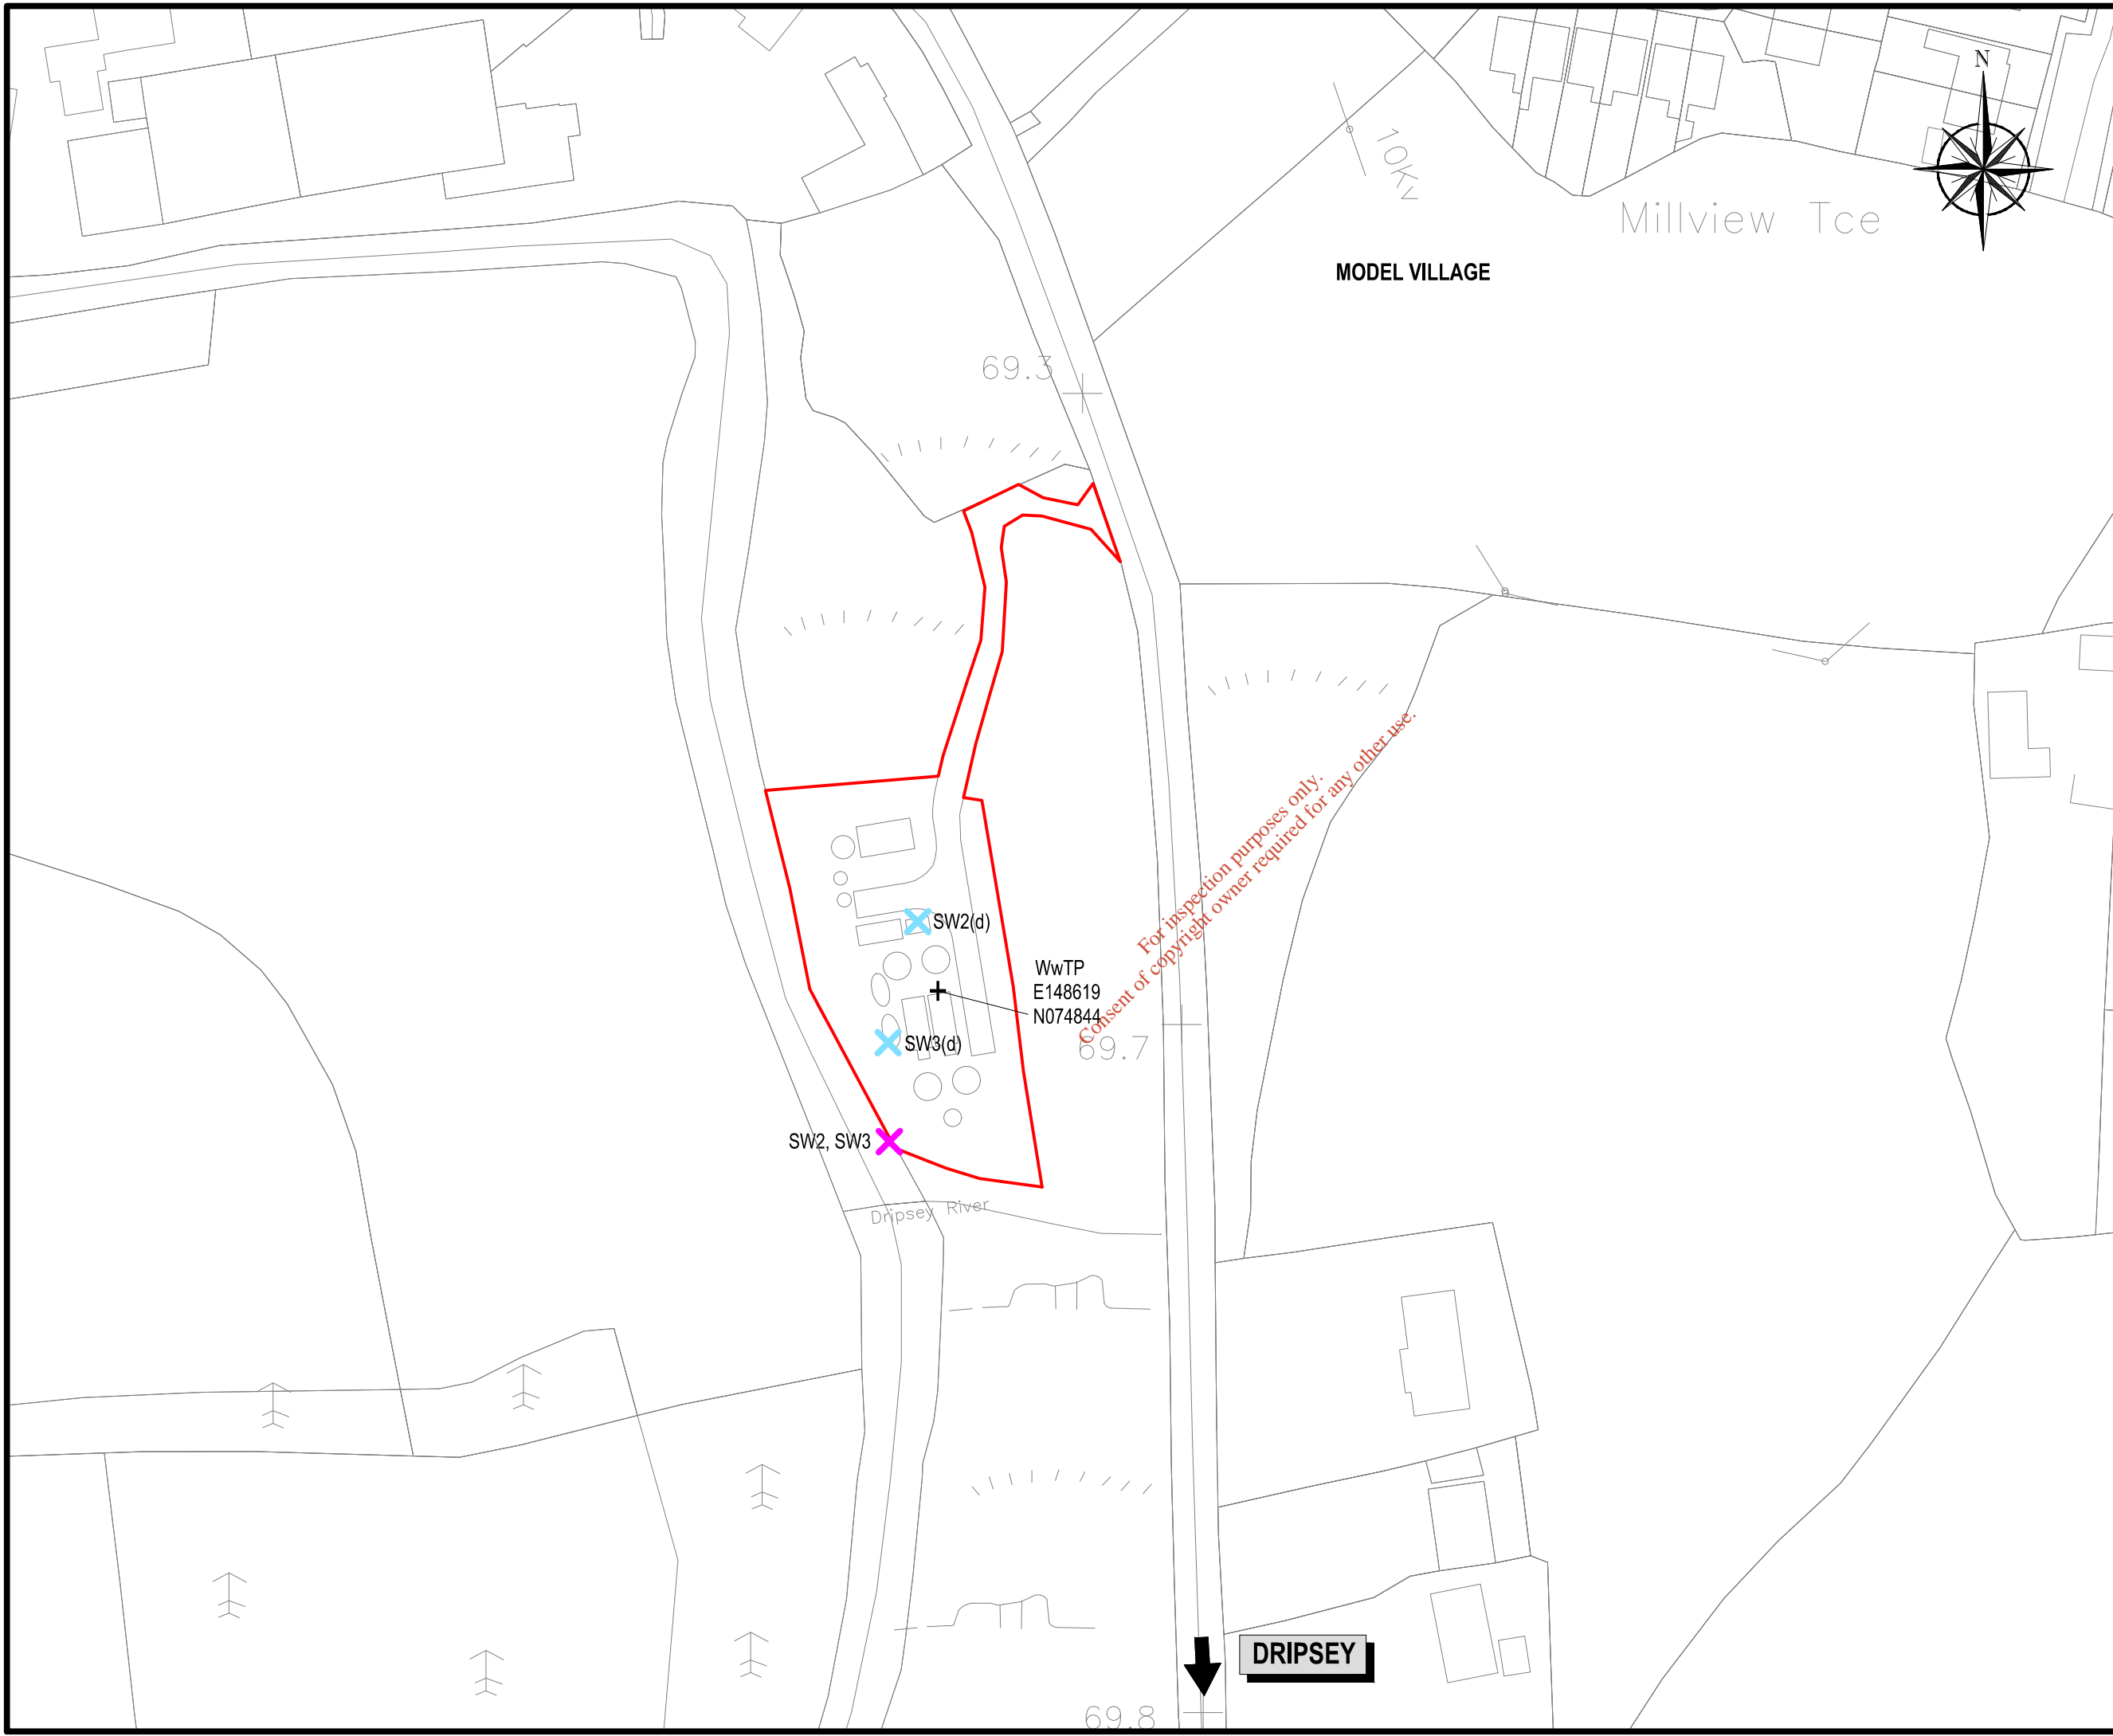 N
10kV
Millview Tce
MODEL VILLAGE
69.3
For inspection purposes only.
Consent of copyright owner required for any other use.
SW2(d)
WwTP
E148619
N074844
SW3(d)
69.7
SW2, SW3
Dripsey River
DRIPSEY
69.8